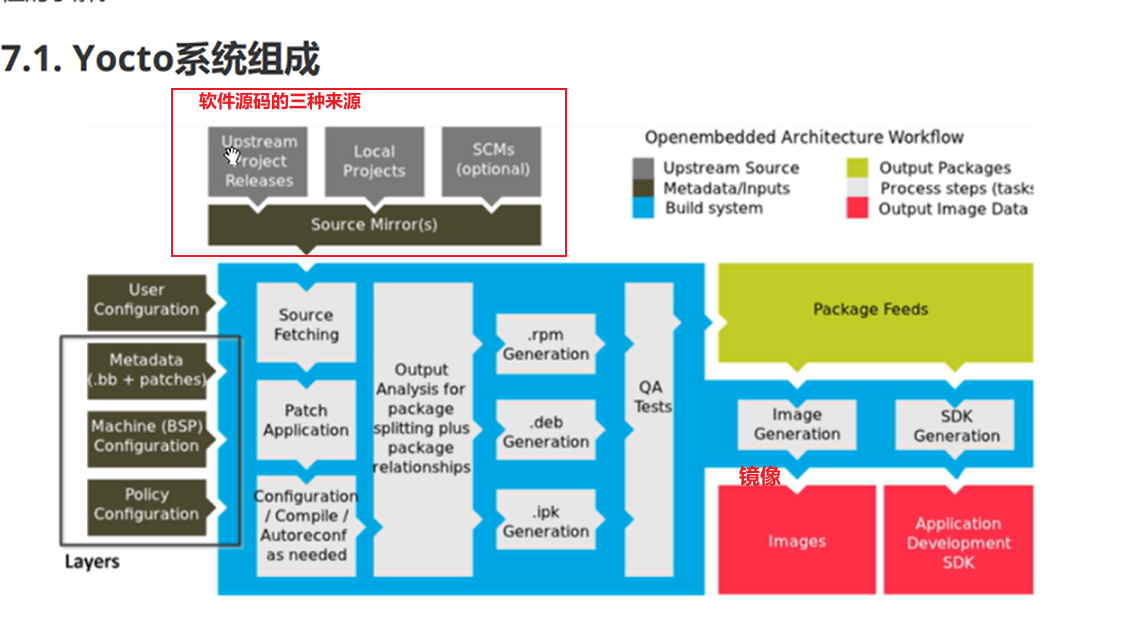 7.1. Yocto系统组成
软件源码的三种来源
Upstream
Project
Releases
Local
Projects
SCMs
(optional)
Source Mirror(s)
Openembedded Architecture Workflow
Upstream Source
Metadata/Inputs
Build system
Output Packages
Process steps (tasks
Output Image Data
User
Configuration
Metadata
(.bb + patches)
Machine (BSP)
Configuration
Policy
Configuration
Layers
Source
Fetching
Patch
Application
Configuration
/ Compile /
Autoreconf
as needed
Output
Analysis for
package
splitting plus
package
relationships
.rpm
Generation
.deb
Generation
.ipk
Generation
QA
Tests
Package Feeds
Image
Generation
SDK
Generation
镜像
Images
Application
Development
SDK